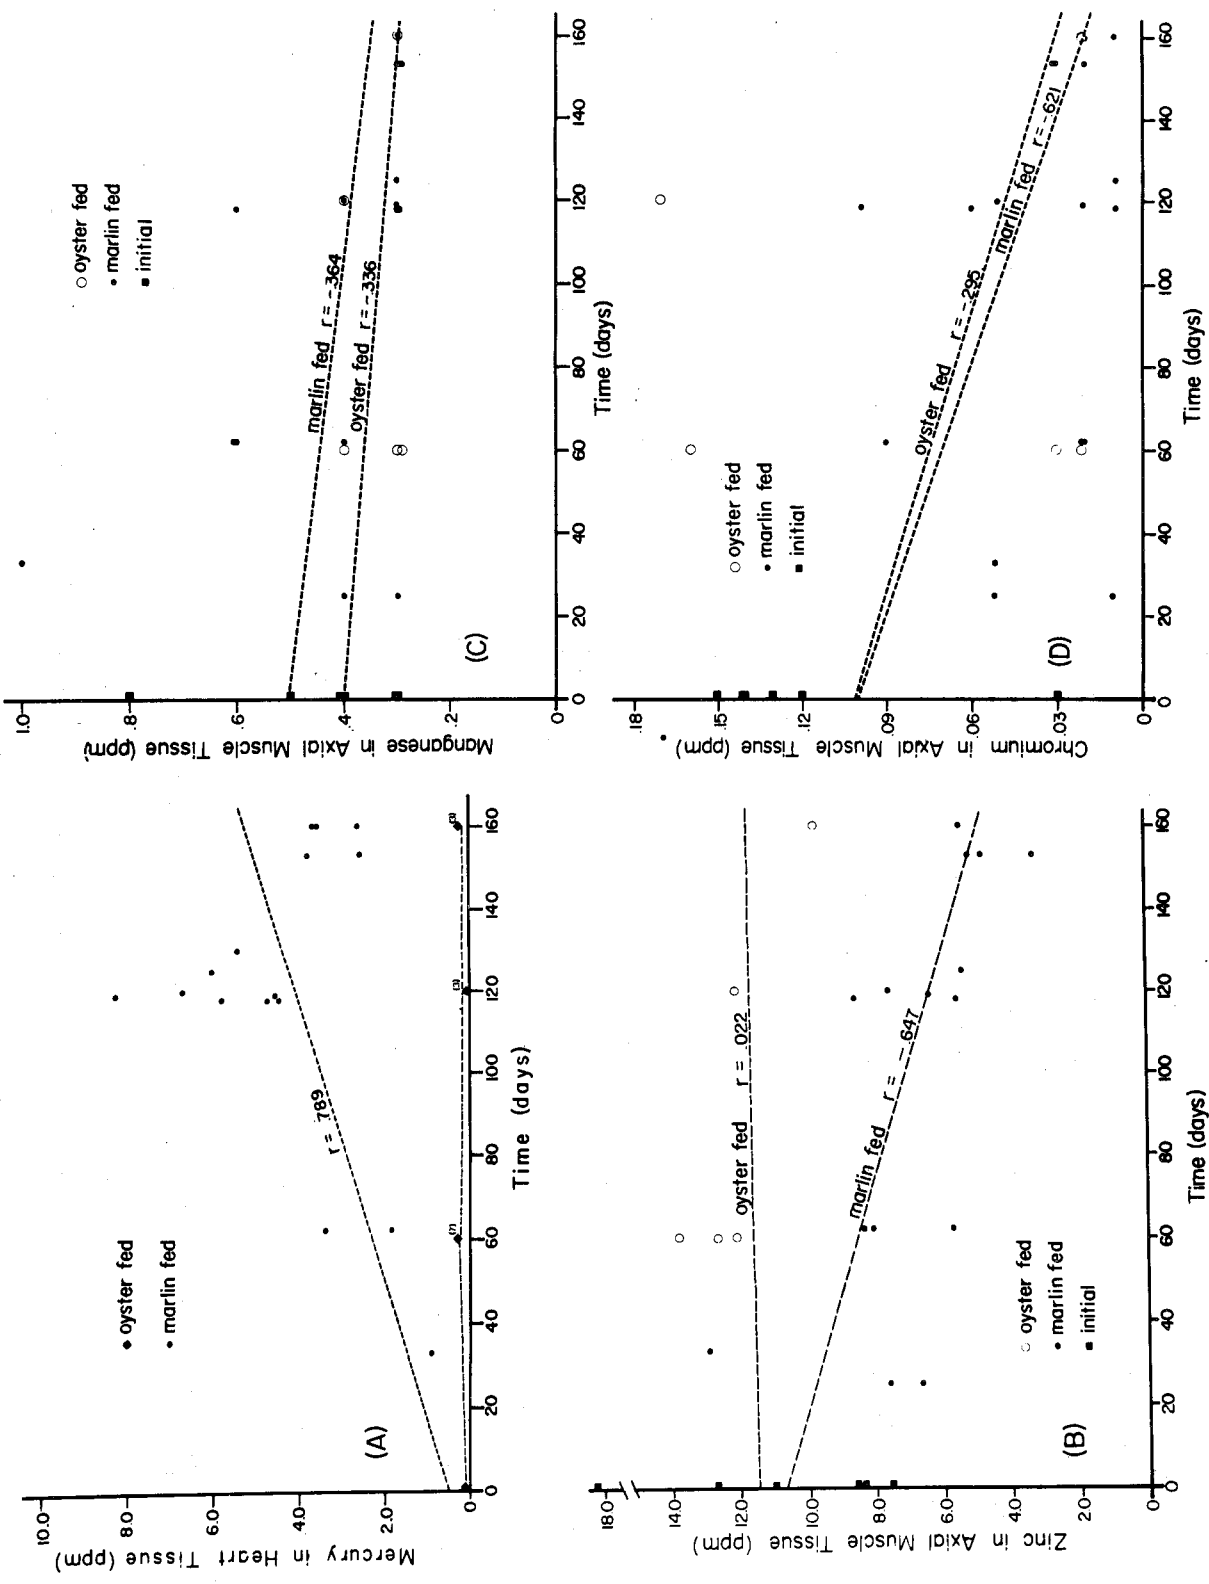 Mercury in Heart Tissue (ppm)
10.0
8.0
6.0
4.0
2.0
0
0
20
40
60
80
100
120
140
160
Time (days)
(A)
oyster fed
marlin fed
r = .789
(7)
(3)
(3)
Manganese in Axial Muscle Tissue (ppm)
1.0
.8
.6
.4
.2
0
0
20
40
60
80
100
120
140
160
Time (days)
(C)
oyster fed
marlin fed
initial
marlin fed r = -.364
oyster fed r = -.336
Zinc in Axial Muscle Tissue (ppm)
18.0
14.0
12.0
10.0
8.0
6.0
4.0
2.0
0
0
20
40
60
80
100
120
140
160
Time (days)
(B)
oyster fed
marlin fed
initial
oyster fed r = .022
marlin fed r = -.647
Chromium in Axial Muscle Tissue (ppm)
.18
.15
.12
.09
.06
.03
0
0
20
40
60
80
100
120
140
160
Time (days)
(D)
oyster fed
marlin fed
initial
oyster fed r = -.295
marlin fed r = -.621